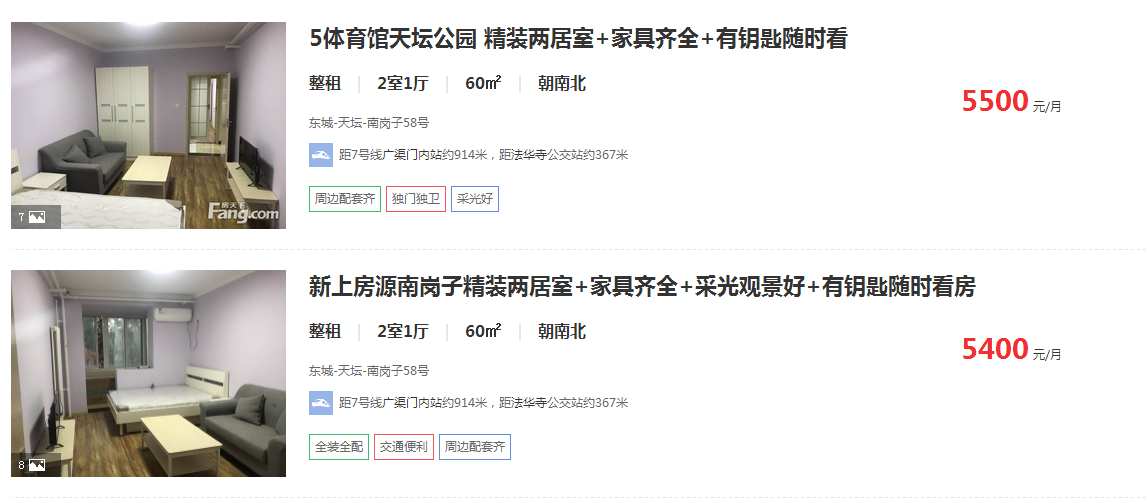 5体育馆天坛公园 精装两居室+家具齐全+有钥匙随时看
整租 | 2室1厅 | 60㎡ | 朝南北
5500 元/月
东城-天坛-南岗子58号
距7号线广渠门内站约914米，距法华寺公交站约367米
周边配套齐 独门独卫 采光好
房天下
Fang.com
7
新上房源南岗子精装两居室+家具齐全+采光观景好+有钥匙随时看房
整租 | 2室1厅 | 60㎡ | 朝南北
5400 元/月
东城-天坛-南岗子58号
距7号线广渠门内站约914米，距法华寺公交站约367米
全装全配 交通便利 周边配套齐
8